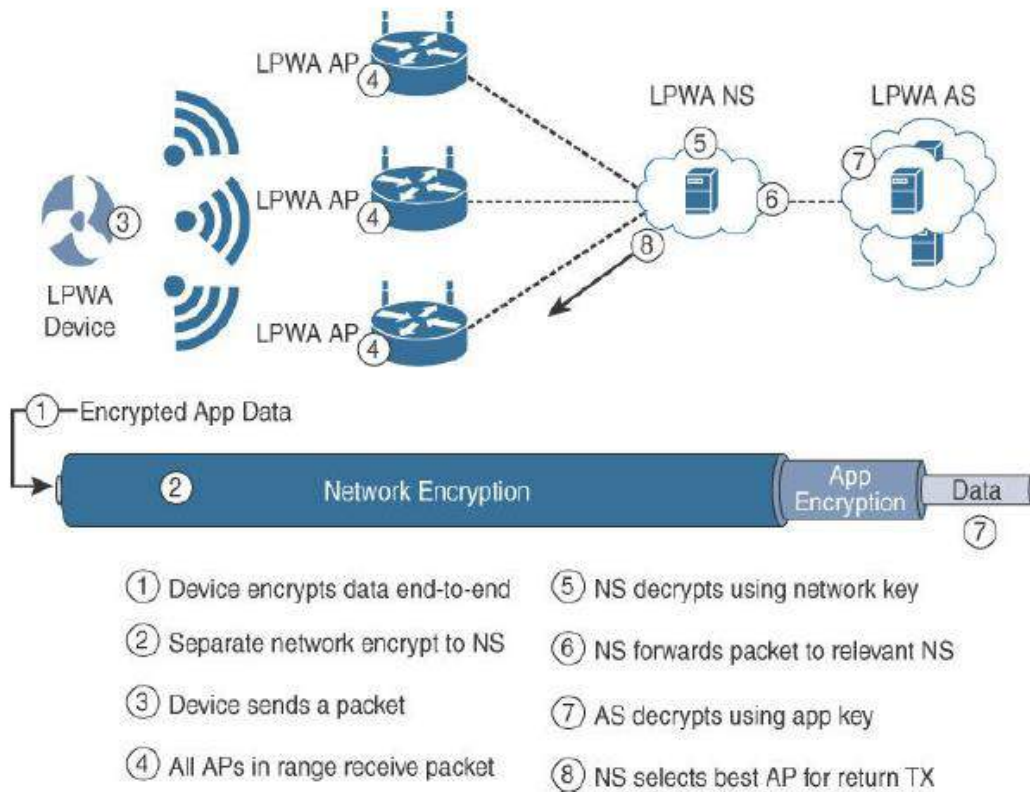 LPWA AP
④
LPWA NS
LPWA AS
⑤
⑦
LPWA AP
④
③
⑥
⑧
LPWA
Device
LPWA AP
④
① Encrypted App Data
② Network Encryption
App
Encryption
Data
⑦
① Device encrypts data end-to-end
② Separate network encrypt to NS
③ Device sends a packet
④ All APs in range receive packet
⑤ NS decrypts using network key
⑥ NS forwards packet to relevant NS
⑦ AS decrypts using app key
⑧ NS selects best AP for return TX